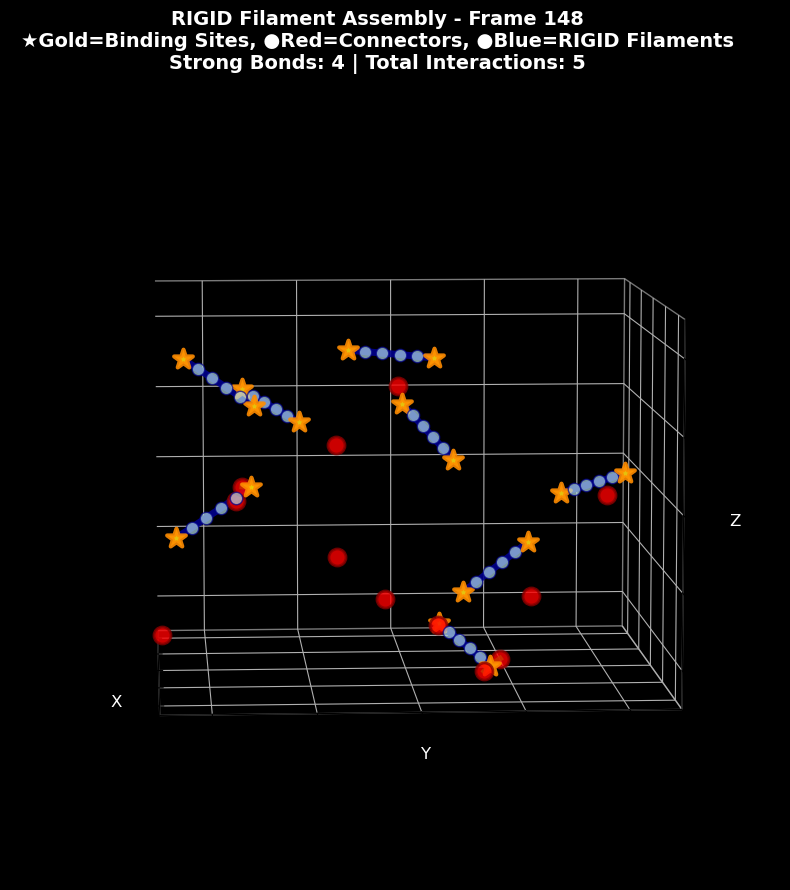 RIGID Filament Assembly - Frame 148
★Gold=Binding Sites, ●Red=Connectors, ●Blue=RIGID Filaments
Strong Bonds: 4 | Total Interactions: 5
Z
X
Y